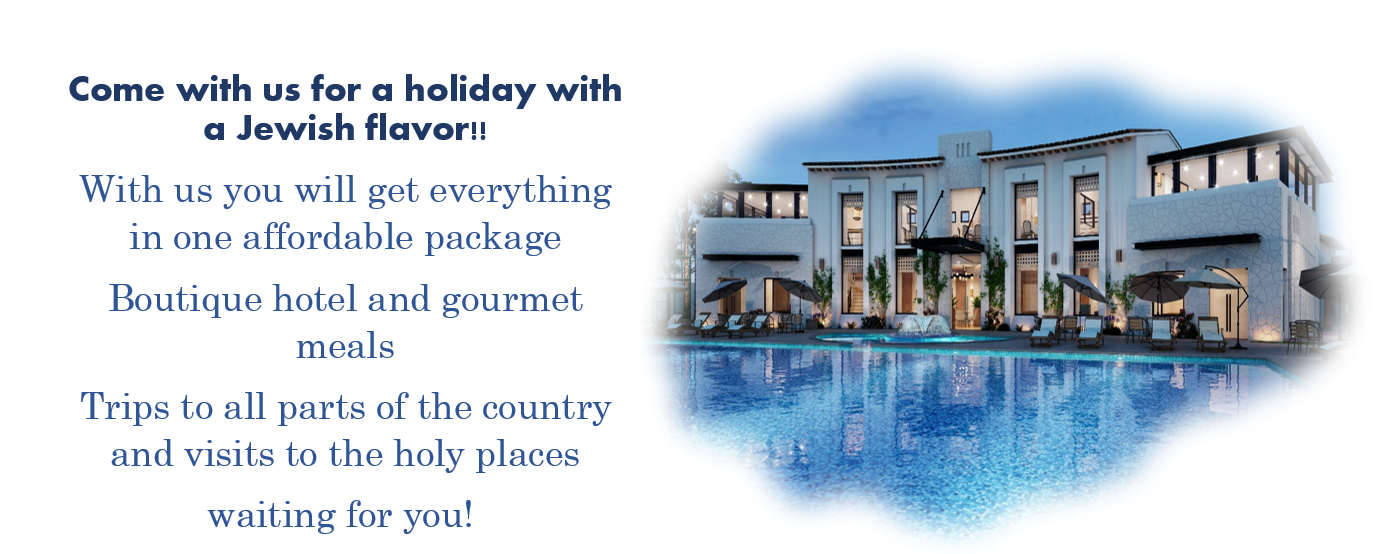 Come with us for a holiday with
a Jewish flavor!!
With us you will get everything
in one affordable package
Boutique hotel and gourmet
meals
Trips to all parts of the country
and visits to the holy places
waiting for you!